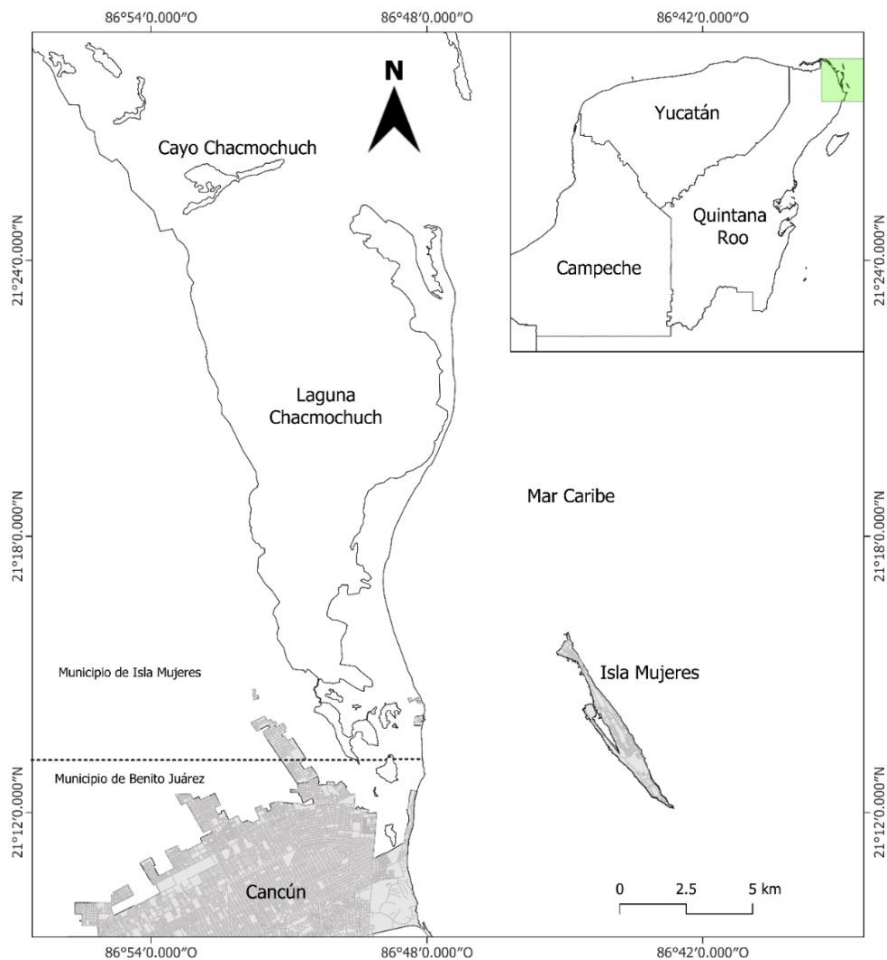 86°54′0.000″O
86°48′0.000″O
86°42′0.000″O
N
Cayo Chacmochuch
Yucatán
Quintana
Roo
Campeche
21°24′0.000″N
21°24′0.000″N
Laguna
Chacmochuch
Mar Caribe
21°18′0.000″N
21°18′0.000″N
Municipio de Isla Mujeres
Isla Mujeres
Municipio de Benito Juárez
21°12′0.000″N
21°12′0.000″N
Cancún
0 2.5 5 km
86°54′0.000″O
86°48′0.000″O
86°42′0.000″O